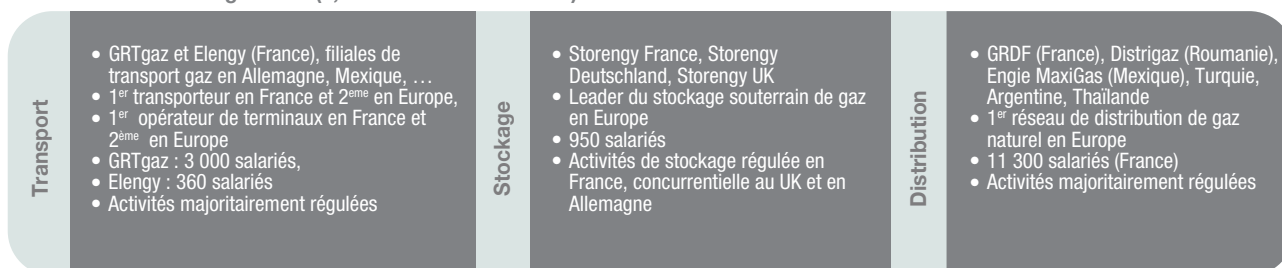 Transport
• GRTgaz et Elengy (France), filiales de
transport gaz en Allemagne, Mexique, …
• 1er transporteur en France et 2eme en Europe,
• 1er opérateur de terminaux en France et
2ème en Europe
• GRTgaz : 3 000 salariés,
• Elengy : 360 salariés
• Activités majoritairement régulées
Stockage
• Storengy France, Storengy
Deutschland, Storengy UK
• Leader du stockage souterrain de gaz
en Europe
• 950 salariés
• Activités de stockage régulée en
France, concurrentielle au UK et en
Allemagne
Distribution
• GRDF (France), Distrigaz (Roumanie),
Engie MaxiGas (Mexique), Turquie,
Argentine, Thaïlande
• 1er réseau de distribution de gaz
naturel en Europe
• 11 300 salariés (France)
• Activités majoritairement régulées